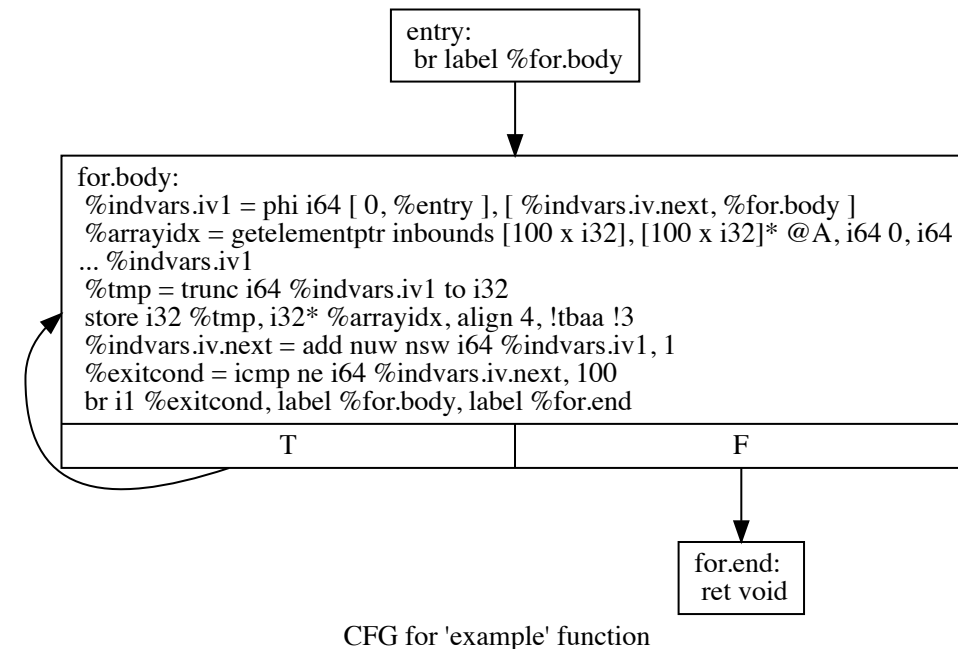 entry:
br label %for.body
for.body:
%indvars.iv1 = phi i64 [ 0, %entry ], [ %indvars.iv.next, %for.body ]
%arrayidx = getelementptr inbounds [100 x i32], [100 x i32]* @A, i64 0, i64
... %indvars.iv1
%tmp = trunc i64 %indvars.iv1 to i32
store i32 %tmp, i32* %arrayidx, align 4, !tbaa !3
%indvars.iv.next = add nuw nsw i64 %indvars.iv1, 1
%exitcond = icmp ne i64 %indvars.iv.next, 100
br i1 %exitcond, label %for.body, label %for.end
T
F
for.end:
ret void
CFG for 'example' function